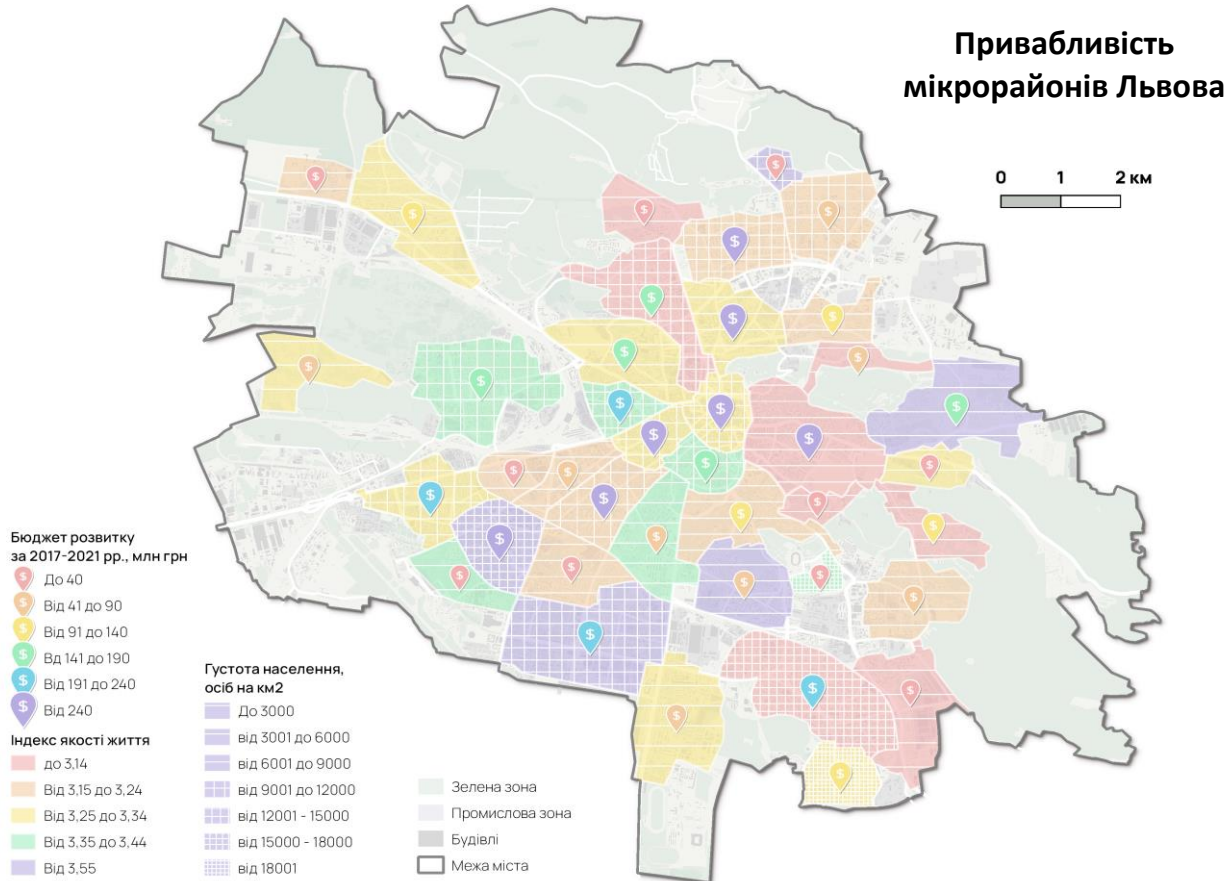 Привабливість
мікрорайонів Львова
0 1 2 км
Бюджет розвитку
за 2017-2021 рр., млн грн
$ До 40
$ Від 41 до 90
$ Від 91 до 140
$ Вд 141 до 190
$ Від 191 до 240
$ Від 240
Індекс якості життя
до 3,14
Від 3,15 до 3,24
Від 3,25 до 3,34
Від 3,35 до 3,44
Від 3,55
Густота населення,
осіб на км2
До 3000
від 3001 до 6000
від 6001 до 9000
від 9001 до 12000
від 12001 - 15000
від 15000 - 18000
від 18001
Зелена зона
Промислова зона
Будівлі
Межа міста